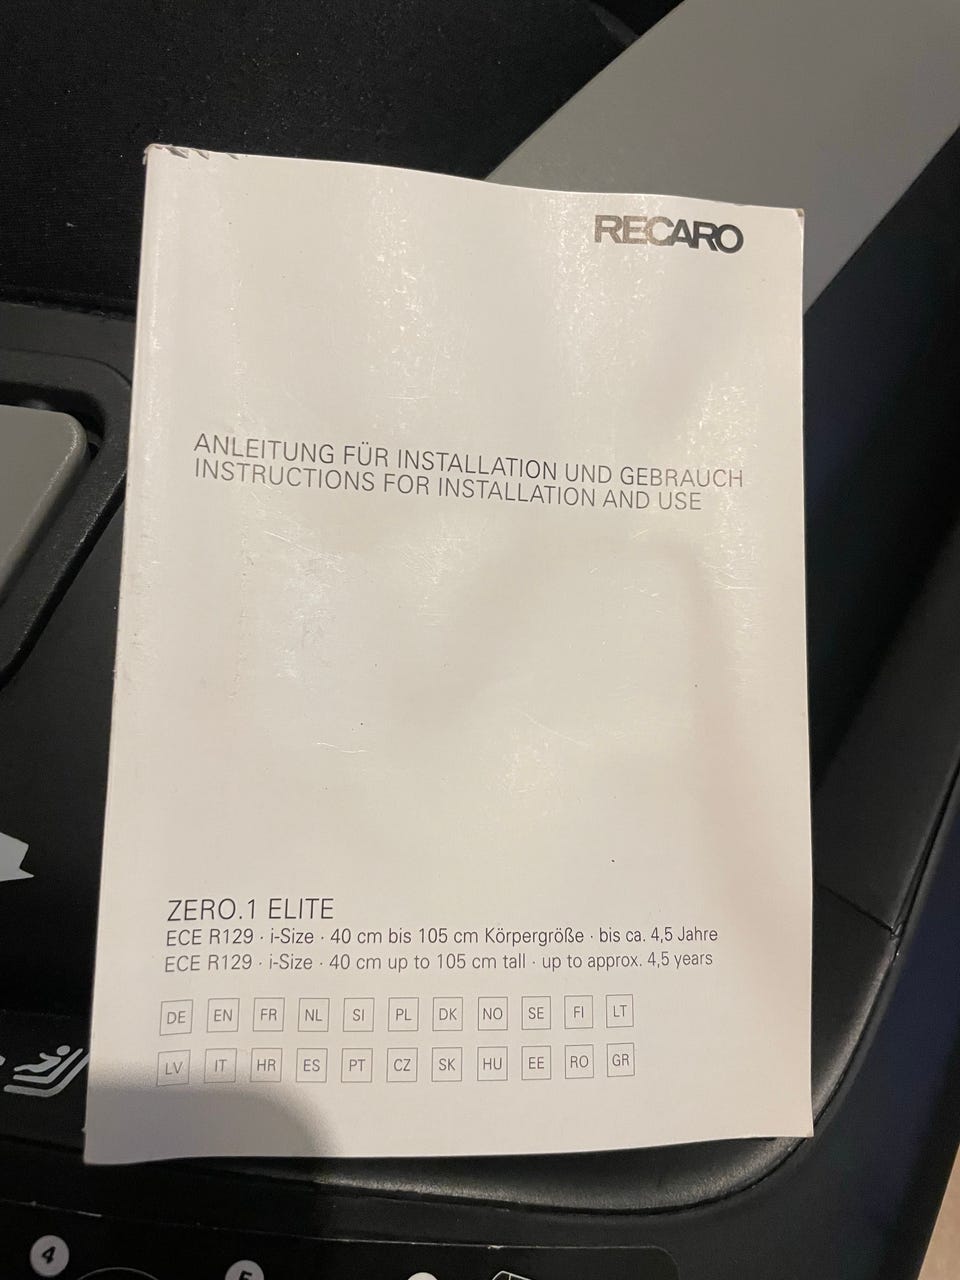 RECARO
ANLEITUNG FÜR INSTALLATION UND GEBRAUCH
INSTRUCTIONS FOR INSTALLATION AND USE
ZERO.1 ELITE
ECE R129 · i-Size · 40 cm bis 105 cm Körpergröße · bis ca. 4,5 Jahre
ECE R129 · i-Size · 40 cm up to 105 cm tall · up to approx. 4,5 years
DE EN FR NL SI PL DK NO SE FI LT
LV IT HR ES PT CZ SK HU EE RO GR
4